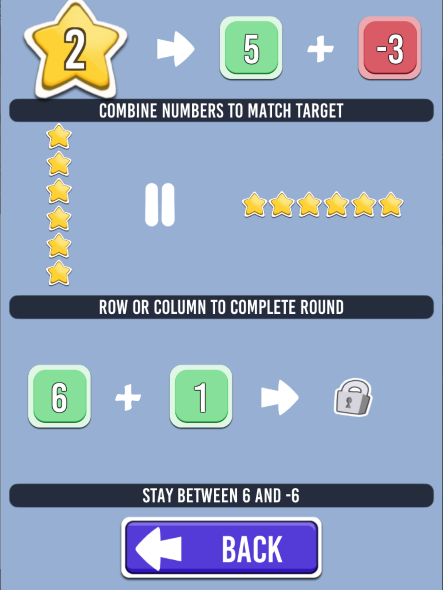 2 5 + -3
COMBINE NUMBERS TO MATCH TARGET
ROW OR COLUMN TO COMPLETE ROUND
6 + 1
STAY BETWEEN 6 AND -6
BACK